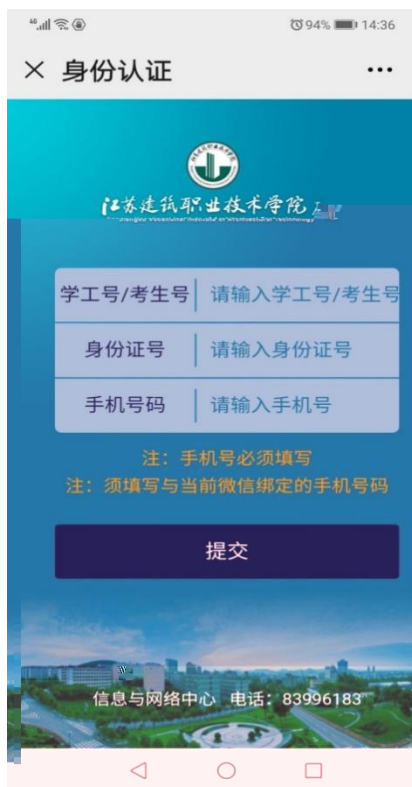 94% 14:36
身份认证
江苏建筑职业技术学院
学工号/考生号 请输入学工号/考生号
身份证号 请输入身份证号
手机号码 请输入手机号
注：手机号必须填写
注：须填写与当前微信绑定的手机号码
提交
信息与网络中心 电话：83996183